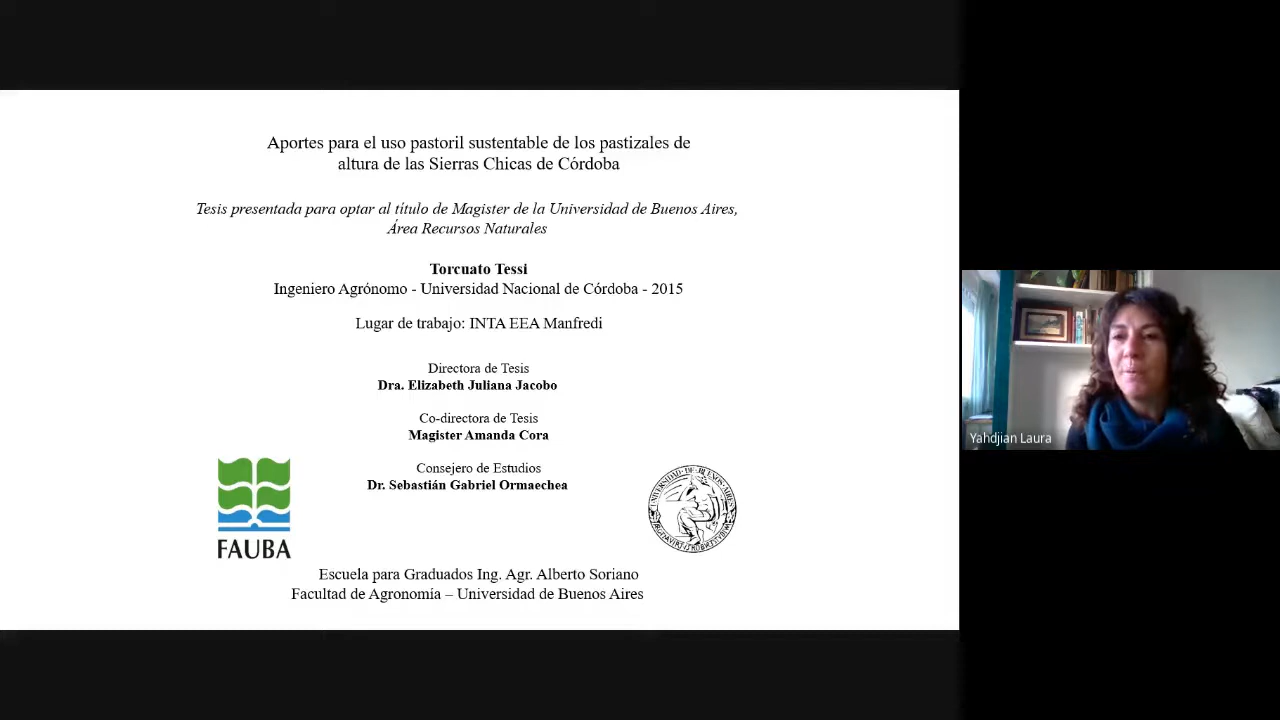 Aportes para el uso pastoril sustentable de los pastizales de
altura de las Sierras Chicas de Córdoba
Tesis presentada para optar al título de Magister de la Universidad de Buenos Aires,
Área Recursos Naturales
Torcuato Tessi
Ingeniero Agrónomo - Universidad Nacional de Córdoba - 2015
Lugar de trabajo: INTA EEA Manfredi
Directora de Tesis
Dra. Elizabeth Juliana Jacobo
Co-directora de Tesis
Magister Amanda Cora
Consejero de Estudios
Dr. Sebastián Gabriel Ormaechea
FAUBA
Escuela para Graduados Ing. Agr. Alberto Soriano
Facultad de Agronomía – Universidad de Buenos Aires
Yahdjian Laura